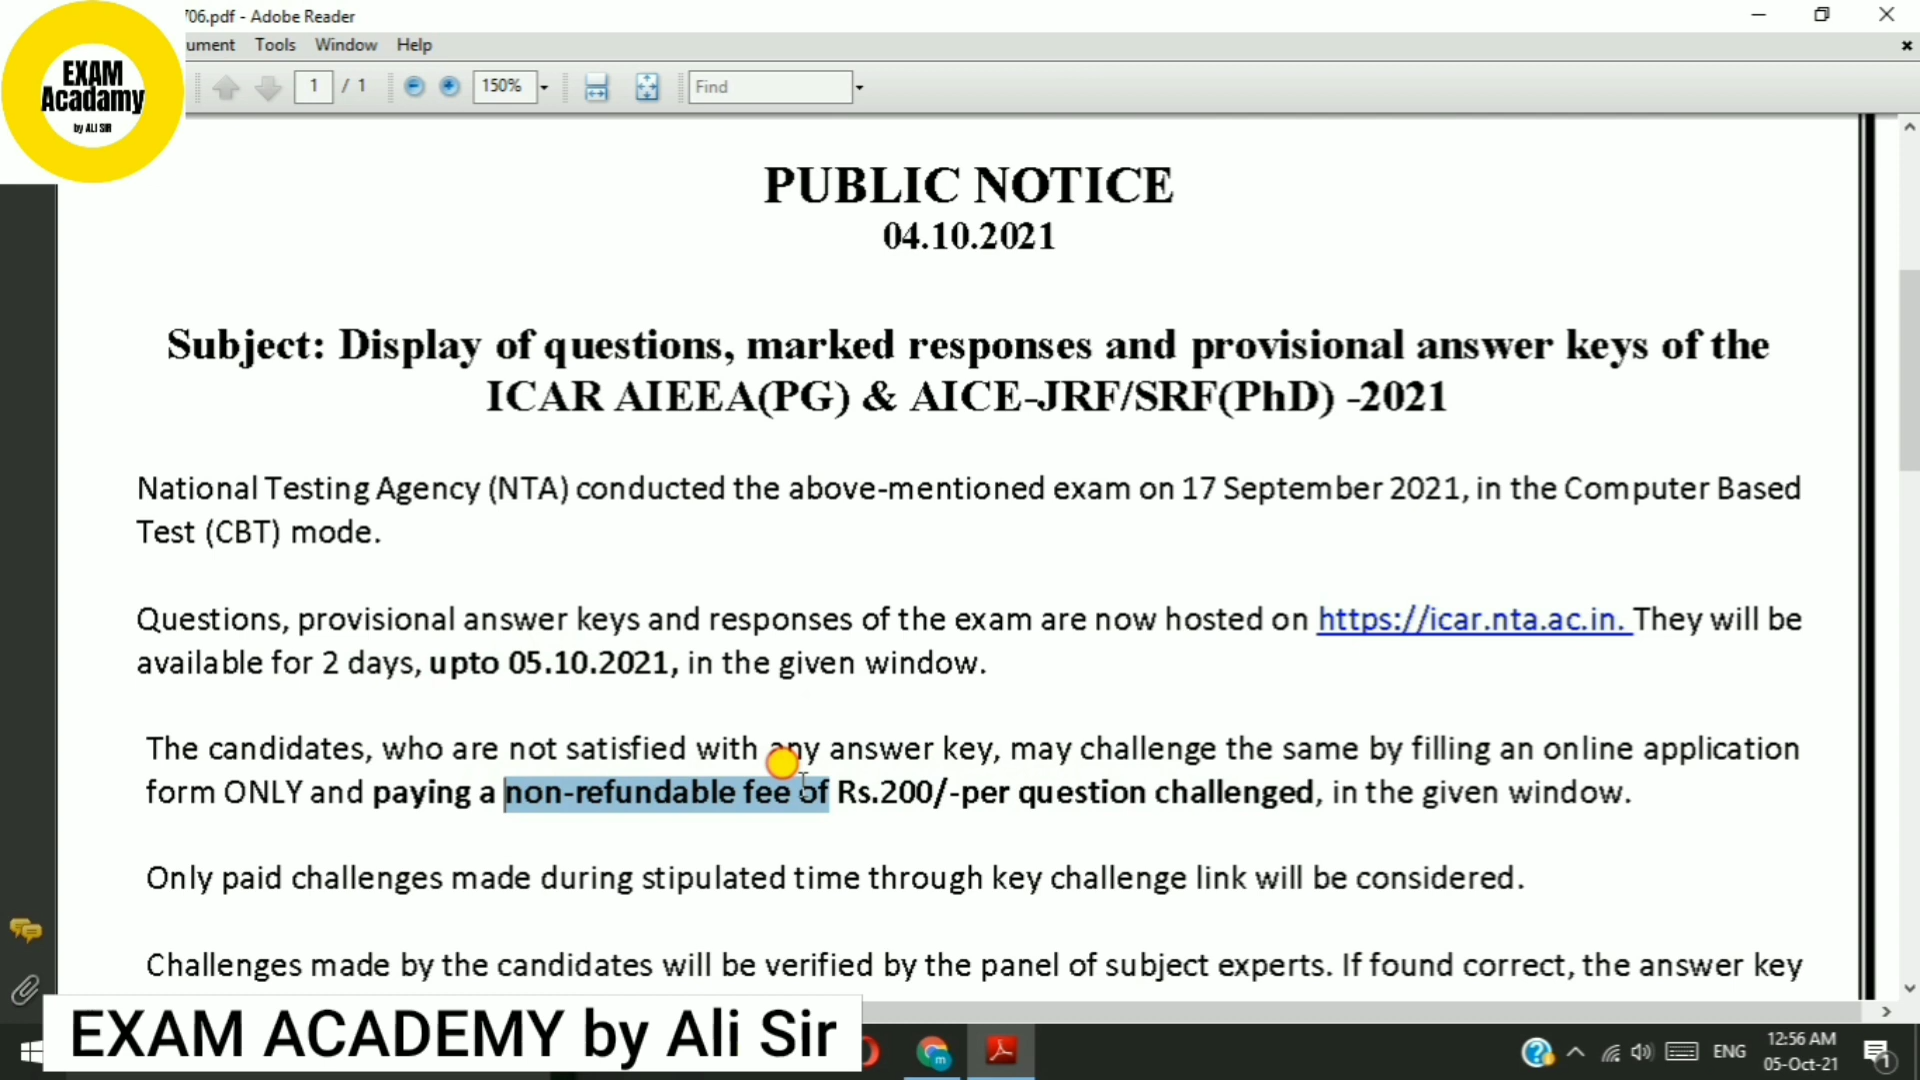 706.pdf - Adobe Reader
ument Tools Window Help
1 / 1 150% Find
EXAM
Acadamy
by ALI SIR
PUBLIC NOTICE
04.10.2021
Subject: Display of questions, marked responses and provisional answer keys of the
ICAR AIEEA(PG) & AICE-JRF/SRF(PhD) -2021
National Testing Agency (NTA) conducted the above-mentioned exam on 17 September 2021, in the Computer Based
Test (CBT) mode.
Questions, provisional answer keys and responses of the exam are now hosted on https://icar.nta.ac.in. They will be
available for 2 days, upto 05.10.2021, in the given window.
The candidates, who are not satisfied with any answer key, may challenge the same by filling an online application
form ONLY and paying a non-refundable fee of Rs.200/-per question challenged, in the given window.
Only paid challenges made during stipulated time through key challenge link will be considered.
Challenges made by the candidates will be verified by the panel of subject experts. If found correct, the answer key
EXAM ACADEMY by Ali Sir
m
ENG
12:56 AM
05-Oct-21
1